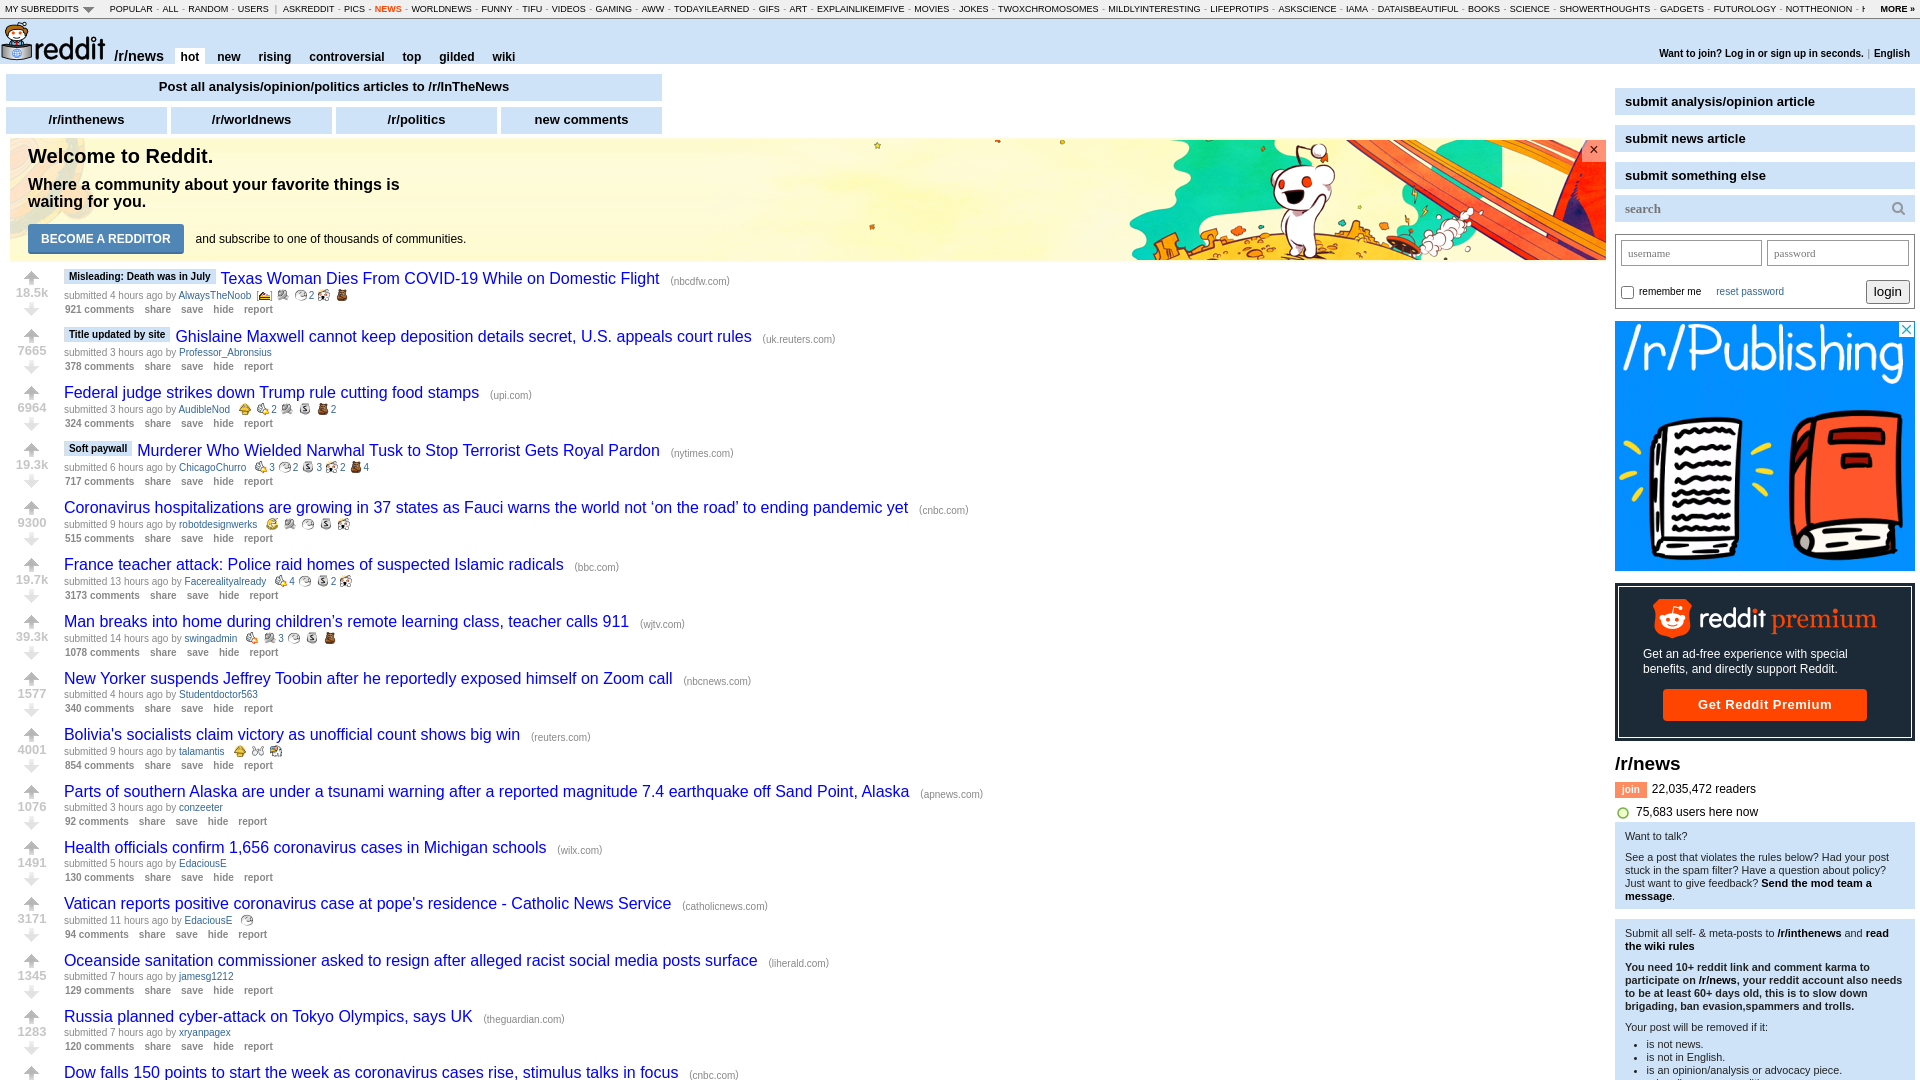 MY SUBREDDITS POPULAR - ALL - RANDOM - USERS | ASKREDDIT - PICS - NEWS - WORLDNEWS - FUNNY - TIFU - VIDEOS - GAMING - AWW - TODAYILEARNED - GIFS - ART - EXPLAINLIKEIMFIVE - MOVIES - JOKES - TWOXCHROMOSOMES - MILDLYINTERESTING - LIFEPROTIPS - ASKSCIENCE - IAMA - DATAISBEAUTIFUL - BOOKS - SCIENCE - SHOWERTHOUGHTS - GADGETS - FUTUROLOGY - NOTTHEONION - MORE »
reddit /r/news hot new rising controversial top gilded wiki
Want to join? Log in or sign up in seconds. | English
Post all analysis/opinion/politics articles to /r/InTheNews
/r/inthenews /r/worldnews /r/politics new comments
Welcome to Reddit.
Where a community about your favorite things is
waiting for you.
BECOME A REDDITOR and subscribe to one of thousands of communities.
×
Misleading: Death was in July Texas Woman Dies From COVID-19 While on Domestic Flight (nbcdfw.com)
18.5k
submitted 4 hours ago by AlwaysTheNoob 2
921 comments share save hide report
Title updated by site Ghislaine Maxwell cannot keep deposition details secret, U.S. appeals court rules (uk.reuters.com)
7665
submitted 3 hours ago by Professor_Abronsius
378 comments share save hide report
Federal judge strikes down Trump rule cutting food stamps (upi.com)
6964
submitted 3 hours ago by AudibleNod 2 2
324 comments share save hide report
Soft paywall Murderer Who Wielded Narwhal Tusk to Stop Terrorist Gets Royal Pardon (nytimes.com)
19.3k
submitted 6 hours ago by ChicagoChurro 3 2 3 2 4
717 comments share save hide report
Coronavirus hospitalizations are growing in 37 states as Fauci warns the world not ‘on the road’ to ending pandemic yet (cnbc.com)
9300
submitted 9 hours ago by robotdesignwerks
515 comments share save hide report
France teacher attack: Police raid homes of suspected Islamic radicals (bbc.com)
19.7k
submitted 13 hours ago by Facerealityalready 4 2
3173 comments share save hide report
Man breaks into home during children’s remote learning class, teacher calls 911 (wjtv.com)
39.3k
submitted 14 hours ago by swingadmin 3
1078 comments share save hide report
New Yorker suspends Jeffrey Toobin after he reportedly exposed himself on Zoom call (nbcnews.com)
1577
submitted 4 hours ago by Studentdoctor563
340 comments share save hide report
Bolivia's socialists claim victory as unofficial count shows big win (reuters.com)
4001
submitted 9 hours ago by talamantis
854 comments share save hide report
Parts of southern Alaska are under a tsunami warning after a reported magnitude 7.4 earthquake off Sand Point, Alaska (apnews.com)
1076
submitted 3 hours ago by conzeeter
92 comments share save hide report
Health officials confirm 1,656 coronavirus cases in Michigan schools (wilx.com)
1491
submitted 5 hours ago by EdaciousE
130 comments share save hide report
Vatican reports positive coronavirus case at pope's residence - Catholic News Service (catholicnews.com)
3171
submitted 11 hours ago by EdaciousE
94 comments share save hide report
Oceanside sanitation commissioner asked to resign after alleged racist social media posts surface (liherald.com)
1345
submitted 7 hours ago by jamesg1212
129 comments share save hide report
Russia planned cyber-attack on Tokyo Olympics, says UK (theguardian.com)
1283
submitted 7 hours ago by xryanpagex
120 comments share save hide report
Dow falls 150 points to start the week as coronavirus cases rise, stimulus talks in focus (cnbc.com)
submit analysis/opinion article
submit news article
submit something else
search
username password
remember me reset password login
/r/Publishing
reddit premium
Get an ad-free experience with special
benefits, and directly support Reddit.
Get Reddit Premium
/r/news
join 22,035,472 readers
75,683 users here now
Want to talk?
See a post that violates the rules below? Had your post
stuck in the spam filter? Have a question about policy?
Just want to give feedback? Send the mod team a
message.
Submit all self- & meta-posts to /r/inthenews and read
the wiki rules
You need 10+ reddit link and comment karma to
participate on /r/news, your reddit account also needs
to be at least 60+ days old, this is to slow down
brigading, ban evasion,spammers and trolls.
Your post will be removed if it:
• is not news.
• is not in English.
• is an opinion/analysis or advocacy piece.